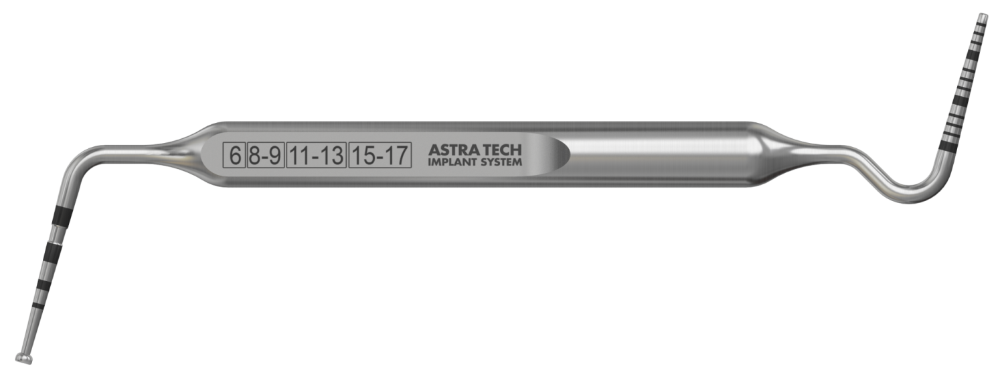 6 8-9 11-13 15-17
ASTRA TECH
IMPLANT SYSTEM